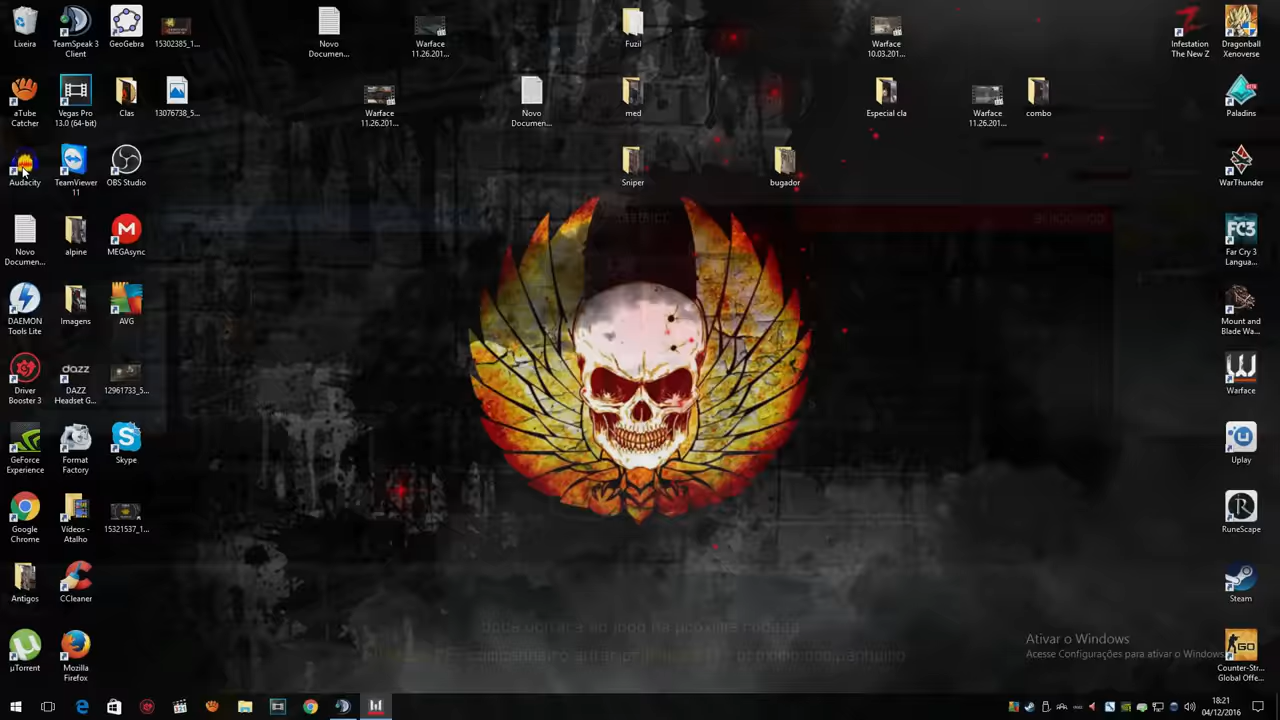 Lixeira
TeamSpeak 3
Client
GeoGebra
15302385_1...
Novo
Documen...
Warface
11.26.201...
Fuzil
Warface
10.03.201...
Infestation
The New Z
Dragonball
Xenoverse
aTube
Catcher
Vegas Pro
13.0 (64-bit)
Clas
13076738_5...
Warface
11.26.201...
Novo
Documen...
med
Especial cla
Warface
11.26.201...
combo
Paladins
Audacity
TeamViewer
11
OBS Studio
Sniper
bugador
WarThunder
Novo
Documen...
alpine
MEGAsync
FC3
Far Cry 3
Langua...
DAEMON
Tools Lite
Imagens
AVG
Mount and
Blade Wa...
Driver
Booster 3
dazz
DAZZ
Headset G...
12961733_5...
Warface
GeForce
Experience
Format
Factory
Skype
Uplay
Google
Chrome
Vídeos -
Atalho
15321537_1...
RuneScape
Antigos
CCleaner
Steam
µTorrent
Mozilla
Firefox
Ativar o Windows
Acesse Configurações para ativar o Windows.
GO
Counter-Str...
Global Offe...
18:21
04/12/2016